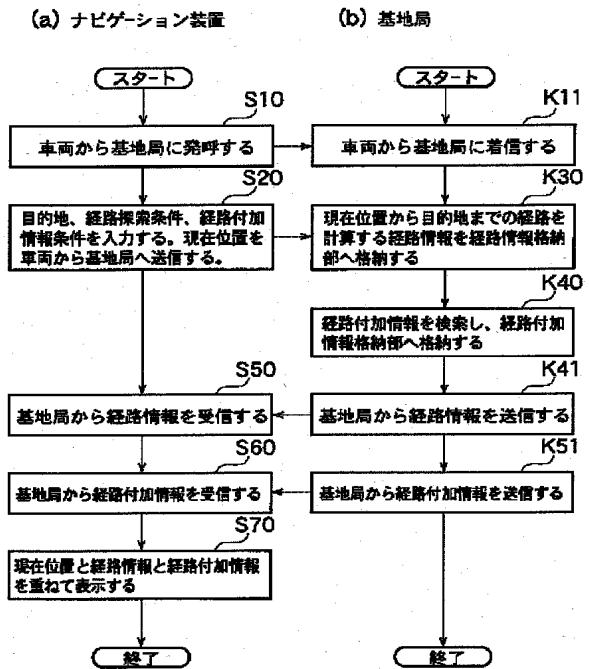 (a) ナビゲーション装置
(b) 基地局
スタート
スタート
S10
K11
車両から基地局に発呼する
車両から基地局に着信する
S20
K30
目的地、経路探索条件、経路付加
情報条件を入力する。現在位置を
車両から基地局へ送信する。
現在位置から目的地までの経路を
計算する経路情報を経路情報格納
部へ格納する
K40
経路付加情報を検索し、経路付加
情報格納部へ格納する
S50
K41
基地局から経路情報を受信する
基地局から経路情報を送信する
S60
K51
基地局から経路付加情報を受信する
基地局から経路付加情報を送信する
S70
現在位置と経路情報と経路付加情報
を重ねて表示する
終了
終了